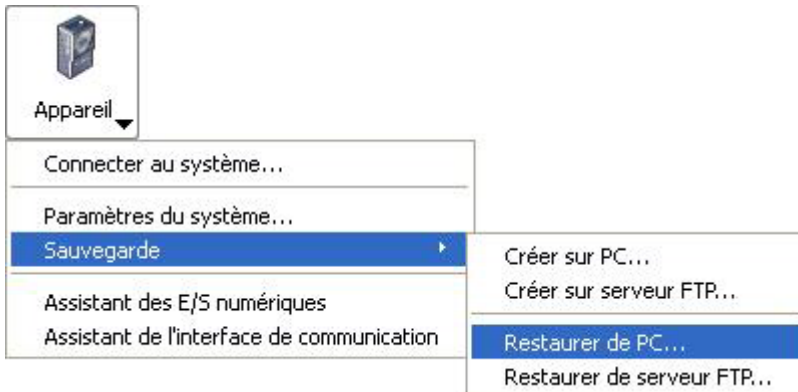 Appareil
Connecter au système...
Paramètres du système...
Sauvegarde
Assistant des E/S numériques
Assistant de l'interface de communication
Créer sur PC...
Créer sur serveur FTP...
Restaurer de PC...
Restaurer de serveur FTP...